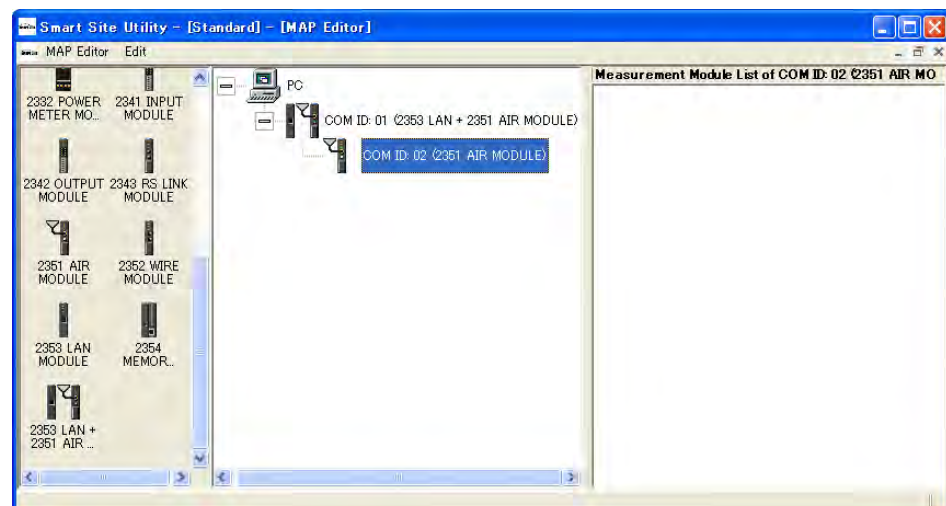 Smart Site Utility - [Standard] - [MAP Editor]
MAP Editor Edit
2332 POWER
METER MO...
2341 INPUT
MODULE
2342 OUTPUT
MODULE
2343 RS LINK
MODULE
2351 AIR
MODULE
2352 WIRE
MODULE
2353 LAN
MODULE
2354
MEMOR...
2353 LAN +
2351 AIR ...
PC
COM ID: 01 (2353 LAN + 2351 AIR MODULE)
COM ID: 02 (2351 AIR MODULE)
Measurement Module List of COM ID: 02 (2351 AIR MO